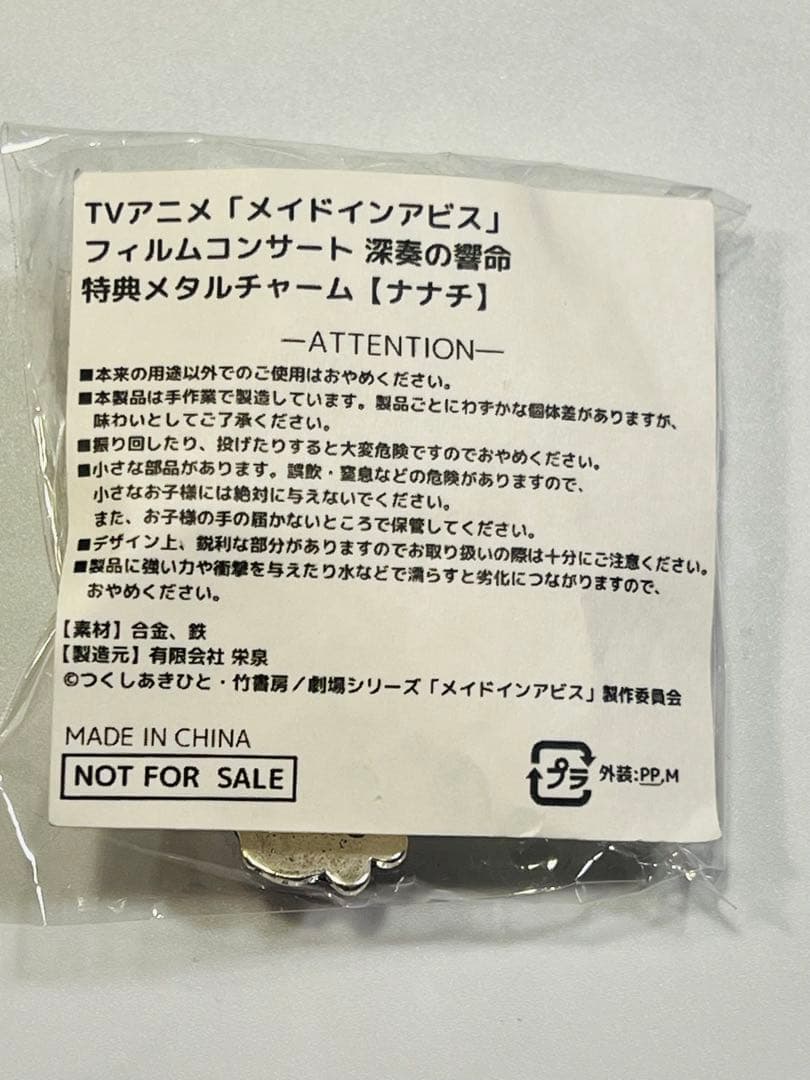 TVアニメ「メイドインアビス」
フィルムコンサート 深奏の響命
特典メタルチャーム【ナナチ】
—ATTENTION—
■本来の用途以外でのご使用はおやめください。
■本製品は手作業で製造しています。製品ごとにわずかな個体差がありますが、
味わいとしてご了承ください。
■振り回したり、投げたりすると大変危険ですのでおやめください。
■小さな部品があります。誤飲・窒息などの危険がありますので、
小さなお子様には絶対に与えないでください。
また、お子様の手の届かないところで保管してください。
■デザイン上、鋭利な部分がありますのでお取り扱いの際は十分にご注意ください。
■製品に強い力や衝撃を与えたり水などで濡らすと劣化につながりますので、
おやめください。
【素材】合金、鉄
【製造元】有限会社 栄泉
©つくしあきひと・竹書房/劇場シリーズ「メイドインアビス」製作委員会
MADE IN CHINA
NOT FOR SALE
プラ 外装:PP,M